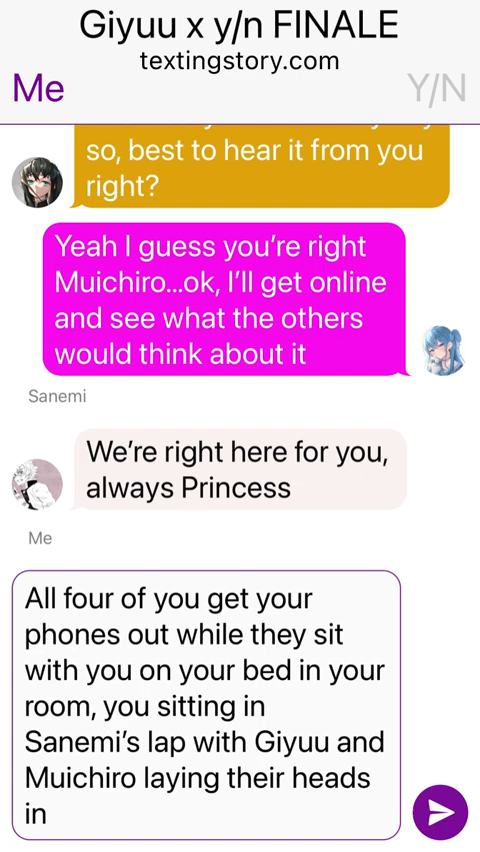 Giyuu x y/n FINALE
textingstory.com
Me
Y/N
so, best to hear it from you
right?
Yeah I guess you’re right
Muichiro...ok, I’ll get online
and see what the others
would think about it
Sanemi
We’re right here for you,
always Princess
Me
All four of you get your
phones out while they sit
with you on your bed in your
room, you sitting in
Sanemi’s lap with Giyuu and
Muichiro laying their heads
in